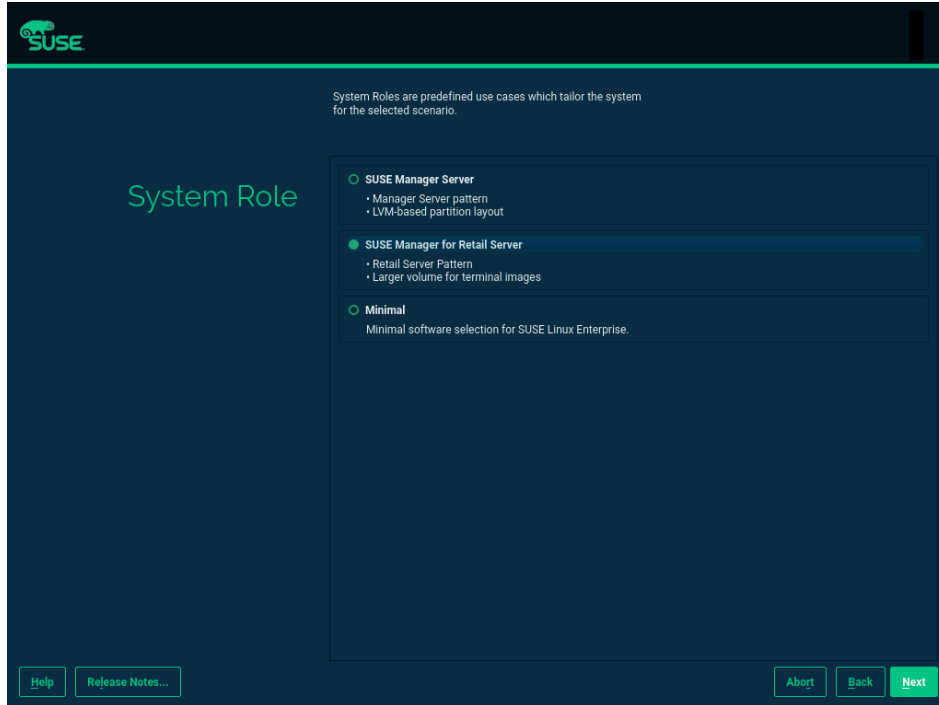 SUSE
System Roles are predefined use cases which tailor the system
for the selected scenario.
System Role
SUSE Manager Server
• Manager Server pattern
• LVM-based partition layout
SUSE Manager for Retail Server
• Retail Server Pattern
• Larger volume for terminal images
Minimal
Minimal software selection for SUSE Linux Enterprise.
Help
Release Notes...
Abort
Back
Next